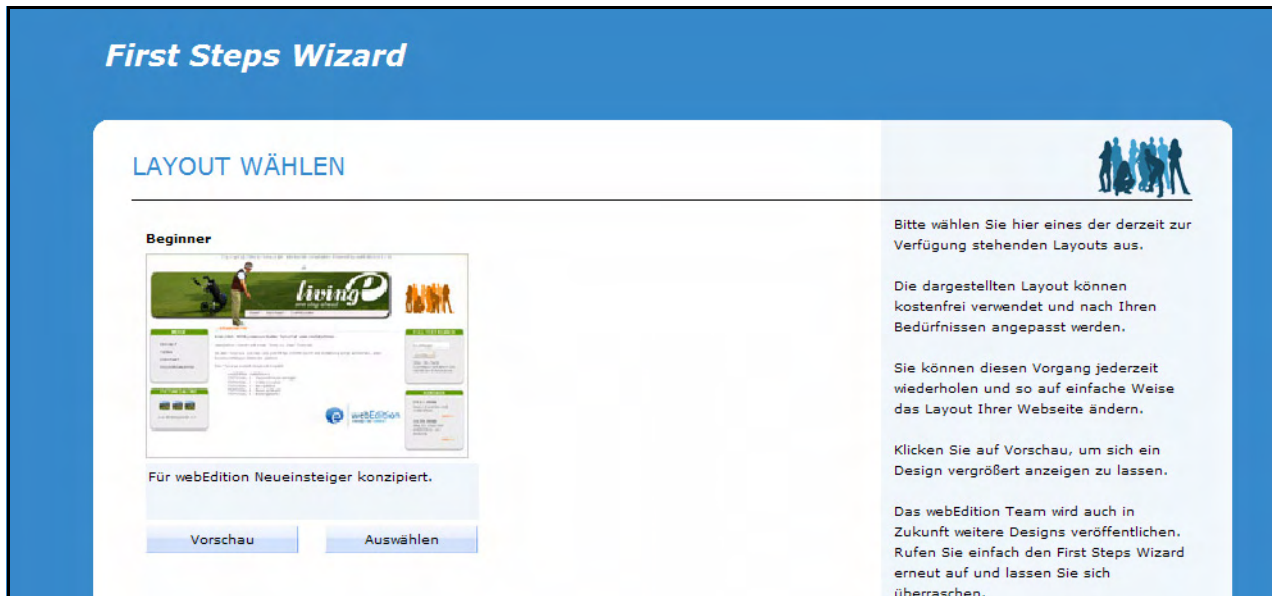 First Steps Wizard
LAYOUT WÄHLEN
Beginner
living e
webEdition
Für webEdition Neueinsteiger konzipiert.
Vorschau
Auswählen
Bitte wählen Sie hier eines der derzeit zur
Verfügung stehenden Layouts aus.
Die dargestellten Layout können
kostenfrei verwendet und nach Ihren
Bedürfnissen angepasst werden.
Sie können diesen Vorgang jederzeit
wiederholen und so auf einfache Weise
das Layout Ihrer Webseite ändern.
Klicken Sie auf Vorschau, um sich ein
Design vergrößert anzeigen zu lassen.
Das webEdition Team wird auch in
Zukunft weitere Designs veröffentlichen.
Rufen Sie einfach den First Steps Wizard
erneut auf und lassen Sie sich
überraschen.